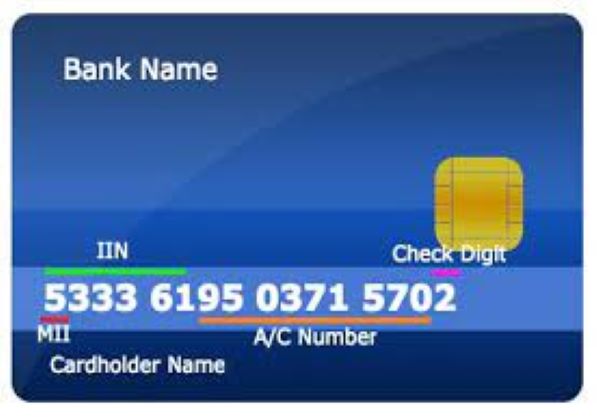 Bank Name
IIN
Check Digit
5333 6195 0371 5702
MII
A/C Number
Cardholder Name